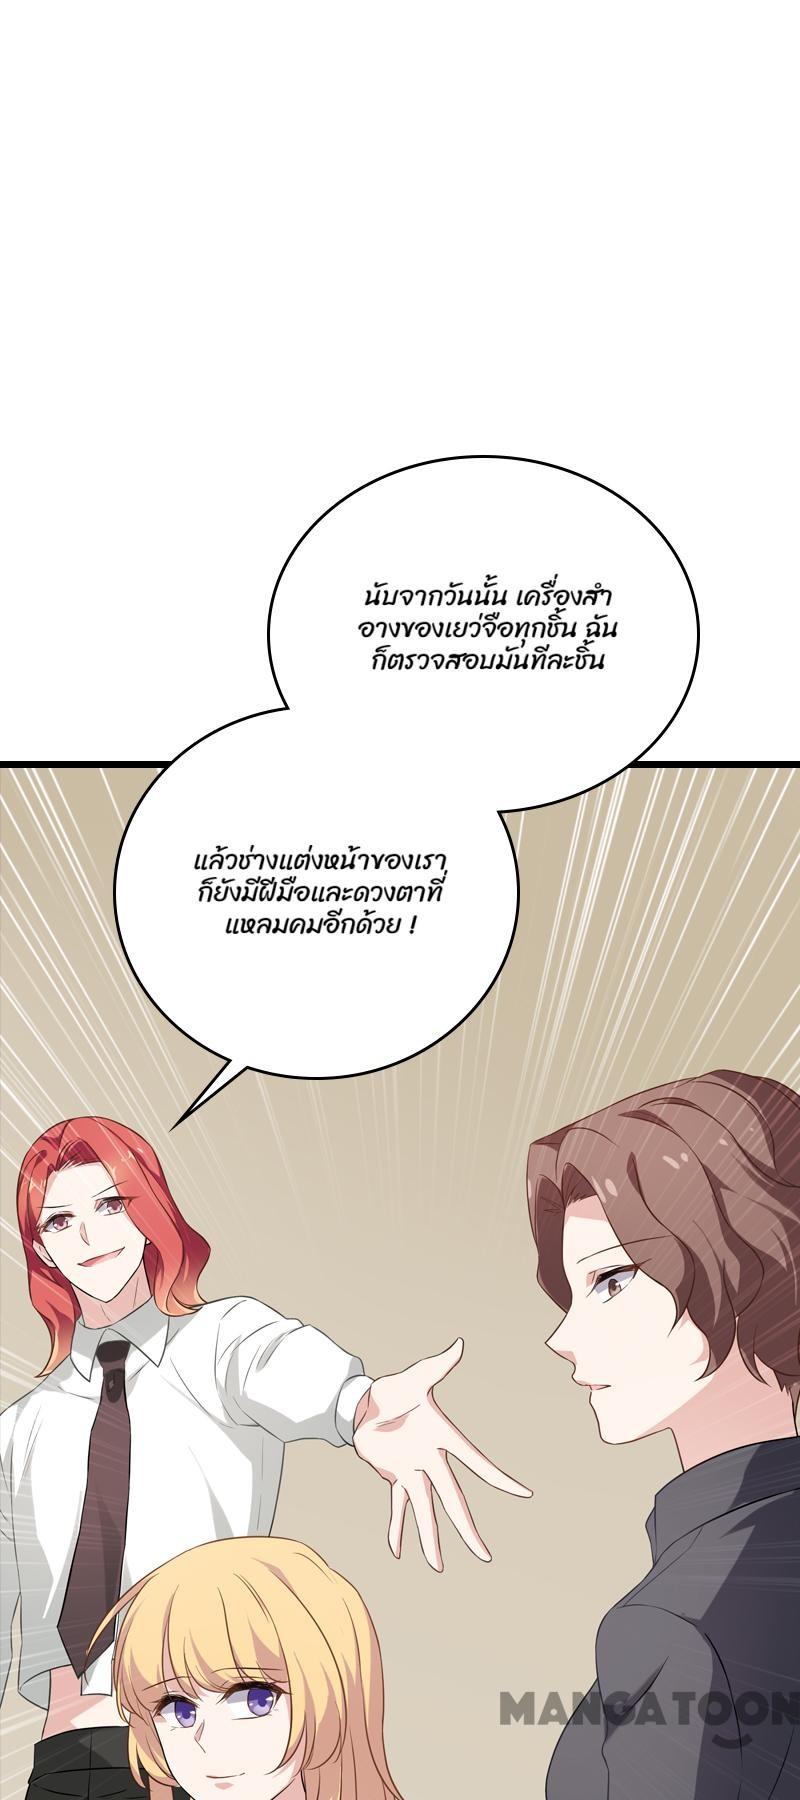 นับจากวันนั้น เครื่องสำ
อางของเยว่จือทุกชิ้น ฉัน
ก็ตรวจสอบมันทีละชิ้น
แล้วช่างแต่งหน้าของเรา
ก็ยังมีฝีมือและดวงตาที่
แหลมคมอีกด้วย !
MANGATOON